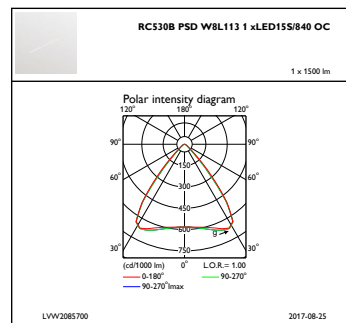 RC530B PSD W8L113 1 xLED15S/840 OC
1 x 1500 lm
Polar intensity diagram
120° 180° 120°
90° 90°
60° 60°
150
300
450
600
750
30° 30°
g
(cd/1000 lm) 0° L.O.R.= 1.00
0-180° 90-270°
90-270°Imax
LVW2085700 2017-08-25